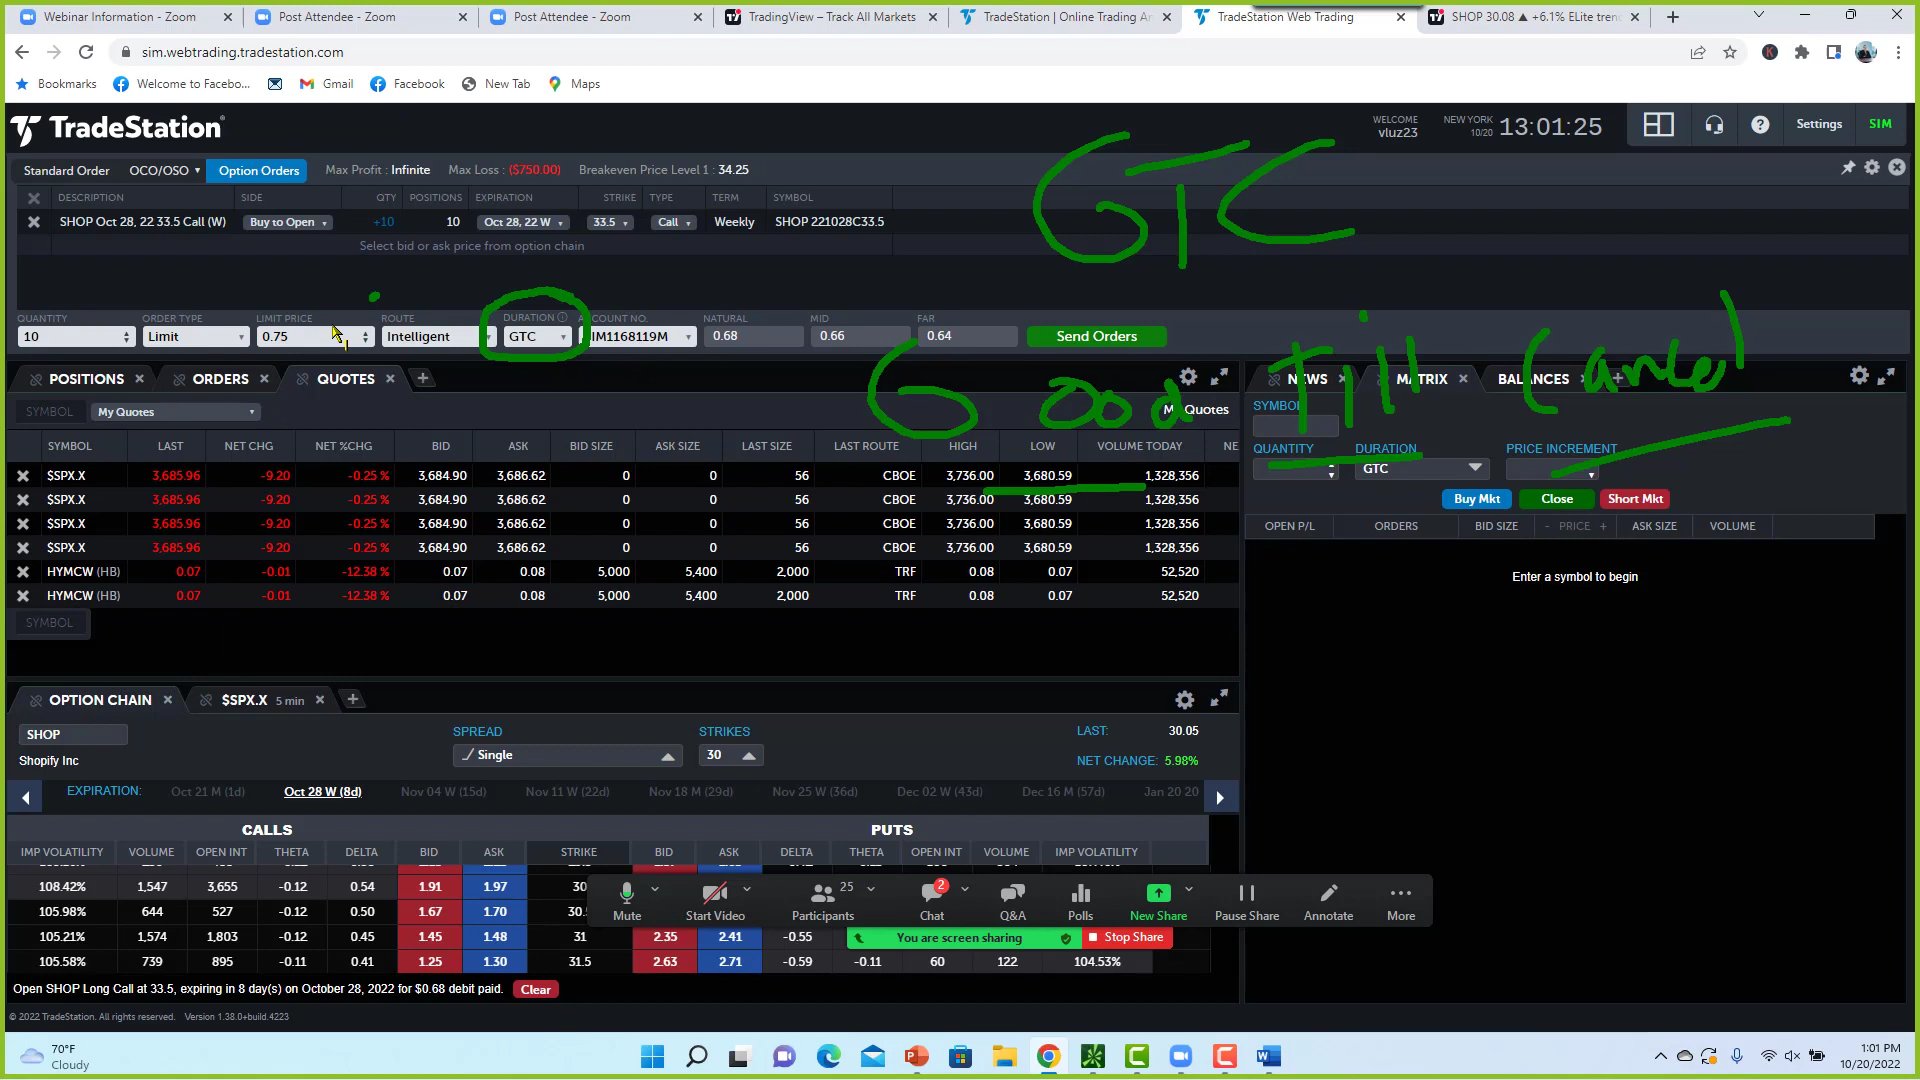 Webinar Information - Zoom
Post Attendee - Zoom
Post Attendee - Zoom
TradingView – Track All Markets
TradeStation | Online Trading An
TradeStation Web Trading
SHOP 30.08 ▲ +6.1% ELite tren
sim.webtrading.tradestation.com
Bookmarks
Welcome to Facebo...
Gmail
Facebook
New Tab
Maps
TradeStation
WELCOME
vluz23
NEW YORK
10/20
13:01:25
Settings
SIM
Standard Order
OCO/OSO
Option Orders
Max Profit : Infinite
Max Loss : ($750.00)
Breakeven Price Level 1 : 34.25
GTC
DESCRIPTION SIDE QTY POSITIONS EXPIRATION STRIKE TYPE TERM SYMBOL
SHOP Oct 28, 22 33.5 Call (W) Buy to Open +10 10 Oct 28, 22 W 33.5 Call Weekly SHOP 221028C33.5
Select bid or ask price from option chain
QUANTITY ORDER TYPE LIMIT PRICE ROUTE DURATION ACCOUNT NO. NATURAL MID FAR
10 Limit 0.75 Intelligent GTC IM1168119M 0.68 0.66 0.64 Send Orders
Good Till Cancel
POSITIONS
ORDERS
QUOTES
SYMBOL My Quotes
My Quotes
SYMBOL LAST NET CHG NET %CHG BID ASK BID SIZE ASK SIZE LAST SIZE LAST ROUTE HIGH LOW VOLUME TODAY NE
$SPX.X 3,685.96 -9.20 -0.25 % 3,684.90 3,686.62 0 0 56 CBOE 3,736.00 3,680.59 1,328,356
$SPX.X 3,685.96 -9.20 -0.25 % 3,684.90 3,686.62 0 0 56 CBOE 3,736.00 3,680.59 1,328,356
$SPX.X 3,685.96 -9.20 -0.25 % 3,684.90 3,686.62 0 0 56 CBOE 3,736.00 3,680.59 1,328,356
$SPX.X 3,685.96 -9.20 -0.25 % 3,684.90 3,686.62 0 0 56 CBOE 3,736.00 3,680.59 1,328,356
HYMCW (HB) 0.07 -0.01 -12.38 % 0.07 0.08 5,000 5,400 2,000 TRF 0.08 0.07 52,520
HYMCW (HB) 0.07 -0.01 -12.38 % 0.07 0.08 5,000 5,400 2,000 TRF 0.08 0.07 52,520
SYMBOL
NEWS
MATRIX
BALANCES
SYMBOL
QUANTITY DURATION PRICE INCREMENT
GTC
Buy Mkt Close Short Mkt
OPEN P/L ORDERS BID SIZE - PRICE + ASK SIZE VOLUME
Enter a symbol to begin
OPTION CHAIN
$SPX.X 5 min
SHOP
Shopify Inc
SPREAD
Single
STRIKES
30
LAST: 30.05
NET CHANGE: 5.98%
EXPIRATION: Oct 21 M (1d) Oct 28 W (8d) Nov 04 W (15d) Nov 11 W (22d) Nov 18 M (29d) Nov 25 W (36d) Dec 02 W (43d) Dec 16 M (57d) Jan 20 20
CALLS PUTS
IMP VOLATILITY VOLUME OPEN INT THETA DELTA BID ASK STRIKE BID ASK DELTA THETA OPEN INT VOLUME IMP VOLATILITY
108.42% 1,547 3,655 -0.12 0.54 1.91 1.97 30
105.98% 644 527 -0.12 0.50 1.67 1.70 30.
105.21% 1,574 1,803 -0.12 0.45 1.45 1.48 31 2.35 2.41 -0.55
105.58% 739 895 -0.11 0.41 1.25 1.30 31.5 2.63 2.71 -0.59 -0.11 60 122 104.53%
Mute
Start Video
25
Participants
2
Chat
Q&A
Polls
New Share
Pause Share
Annotate
More
You are screen sharing
Stop Share
Open SHOP Long Call at 33.5, expiring in 8 day(s) on October 28, 2022 for $0.68 debit paid.
Clear
© 2022 TradeStation. All rights reserved. Version 1.38.0+build.4223
70°F
Cloudy
1:01 PM
10/20/2022